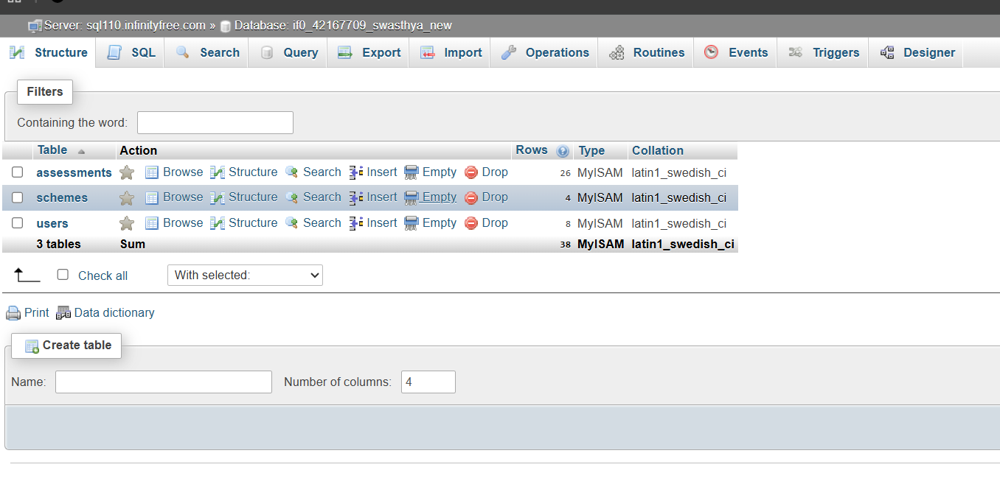 Server: sql110.infinityfree.com » Database: if0_42167709_swasthya_new
Structure SQL Search Query Export Import Operations Routines Events Triggers Designer
Filters
Containing the word:
Table Action Rows Type Collation
assessments Browse Structure Search Insert Empty Drop 26 MyISAM latin1_swedish_ci
schemes Browse Structure Search Insert Empty Drop 4 MyISAM latin1_swedish_ci
users Browse Structure Search Insert Empty Drop 8 MyISAM latin1_swedish_ci
3 tables Sum 38 MyISAM latin1_swedish_ci
Check all With selected:
Print Data dictionary
Create table
Name: Number of columns: 4